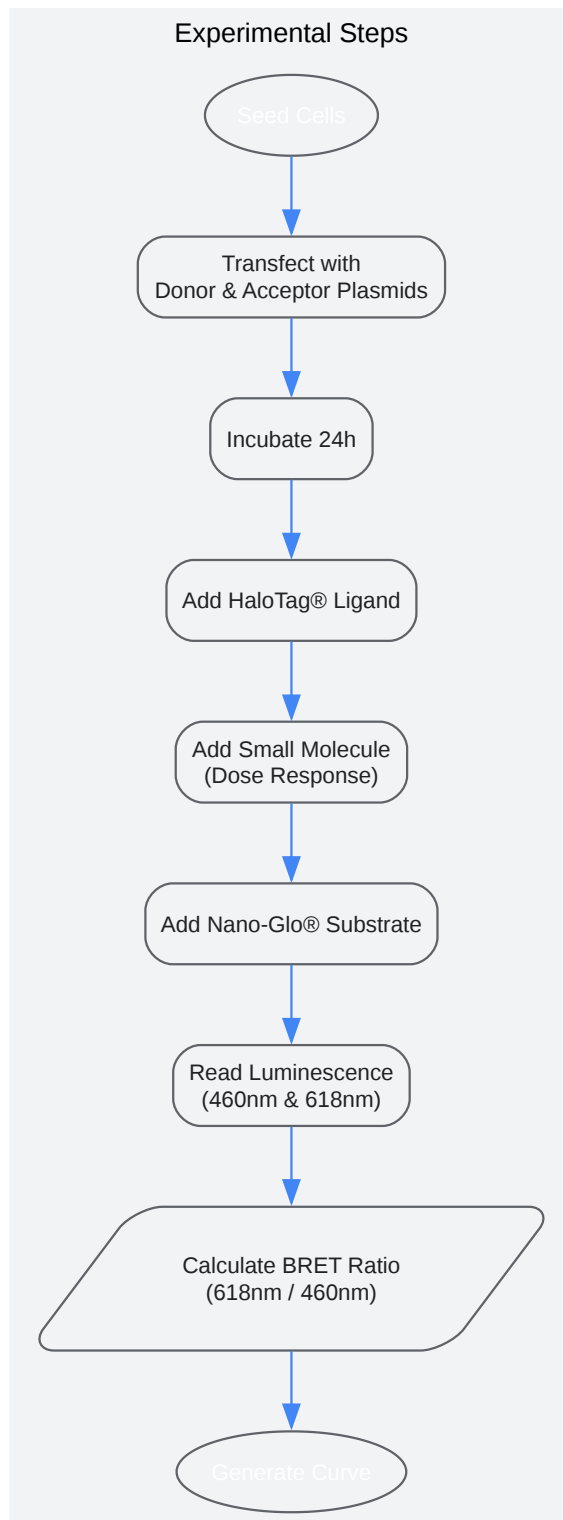 Experimental Steps
Seed Cells
Transfect with
Donor & Acceptor Plasmids
Incubate 24h
Add HaloTag® Ligand
Add Small Molecule
(Dose Response)
Add Nano-Glo® Substrate
Read Luminescence
(460nm & 618nm)
Calculate BRET Ratio
(618nm / 460nm)
Generate Curve